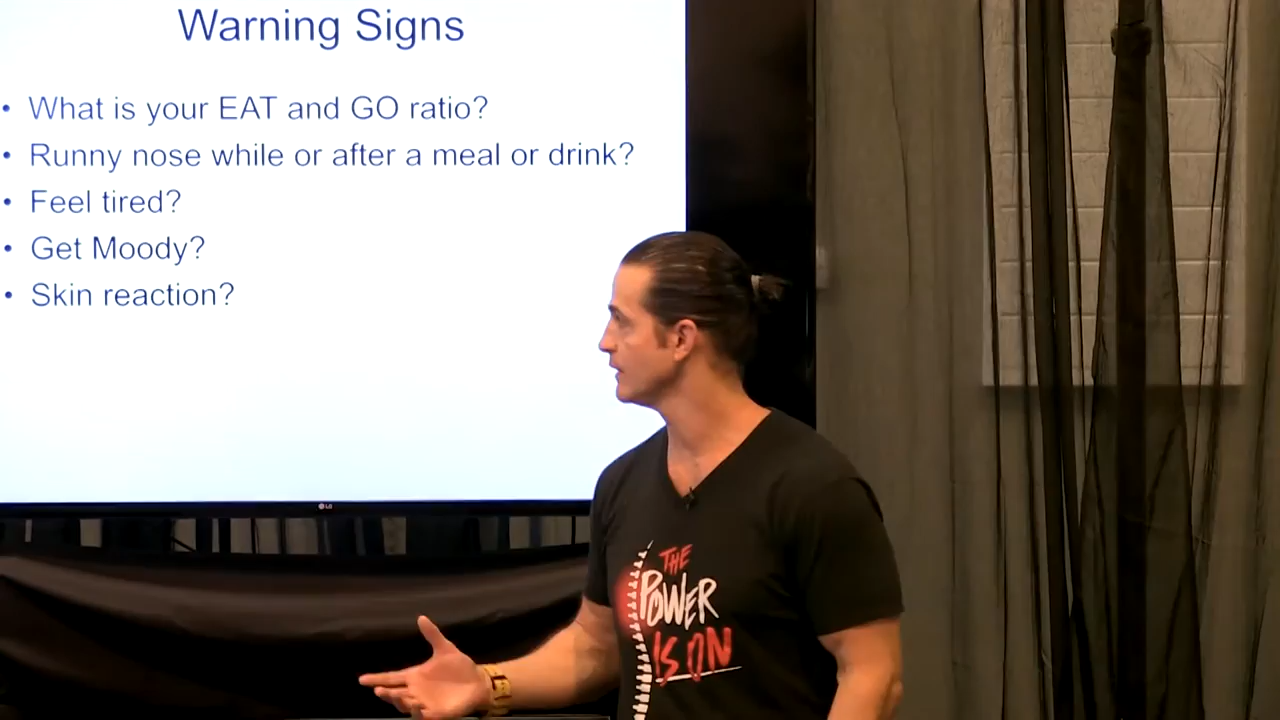 Warning Signs
• What is your EAT and GO ratio?
• Runny nose while or after a meal or drink?
• Feel tired?
• Get Moody?
• Skin reaction?
LG
THE
POWER
IS ON